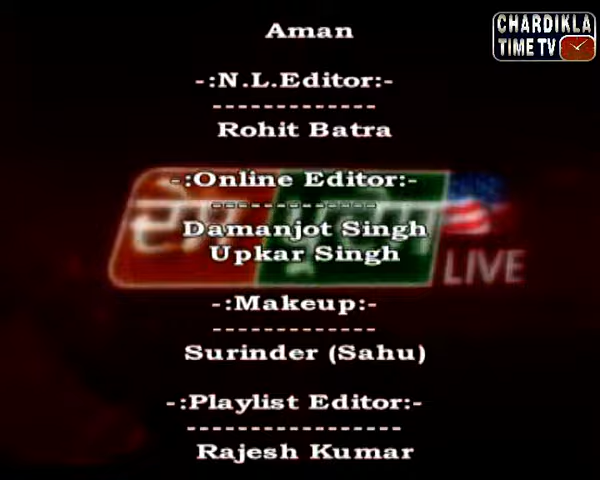 Aman
CHARDIKLA
TIME TV
-:N.L.Editor:-
-------------
Rohit Batra
-:Online Editor:-
-------------
Damanjot Singh
Upkar Singh
LIVE
-:Makeup:-
-------------
Surinder (Sahu)
-:Playlist Editor:-
-----------------
Rajesh Kumar